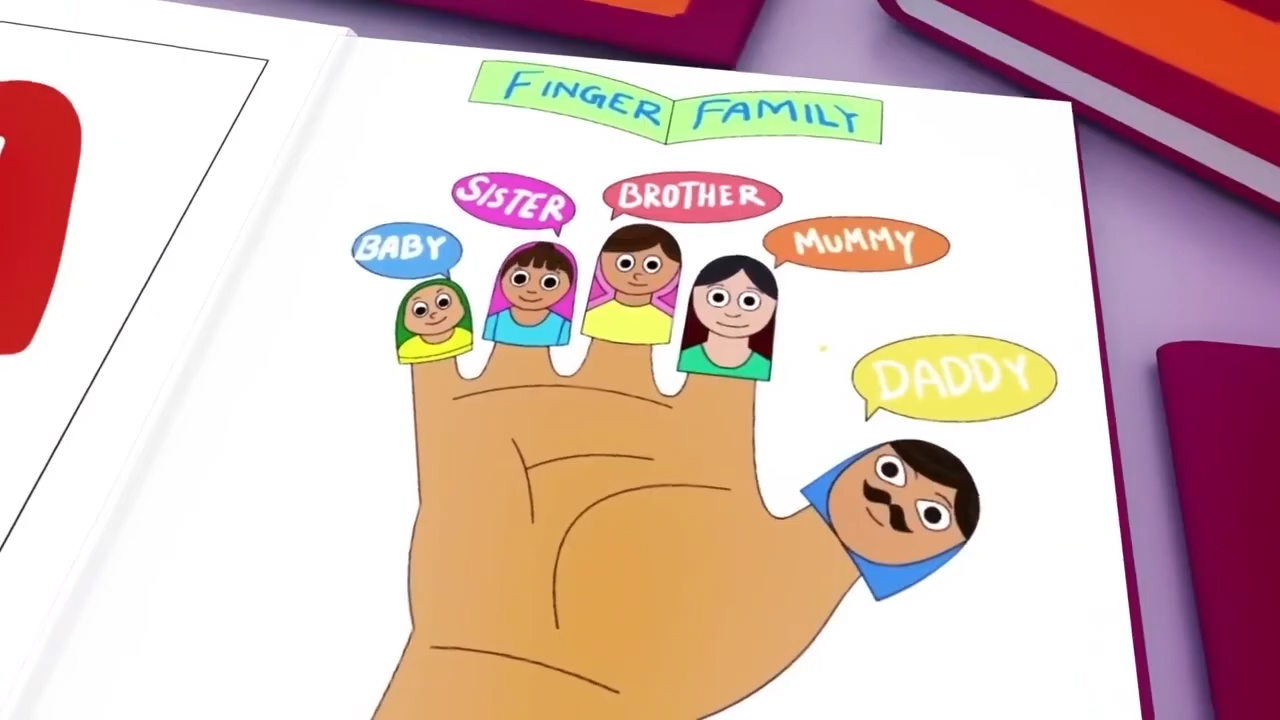 FINGER FAMILY
SISTER
BROTHER
BABY
MUMMY
DADDY